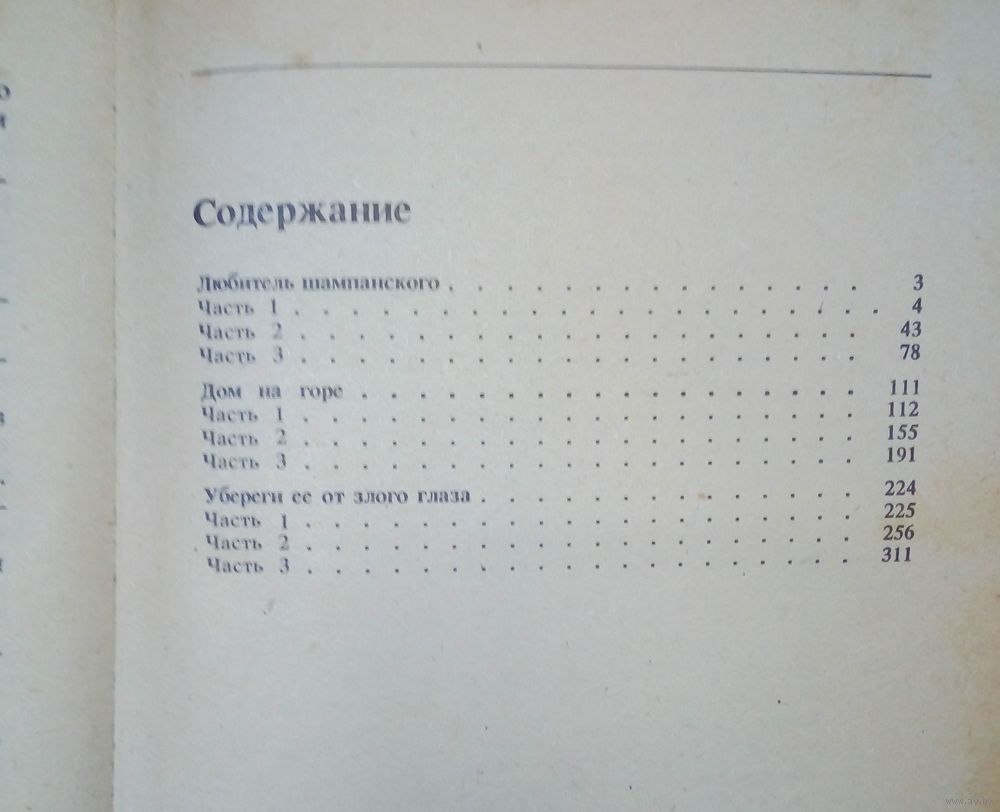 Содержание
Любитель шампанского . . . . . . . . . . . . . . . 3
Часть 1 . . . . . . . . . . . . . . . . . . . . . 4
Часть 2 . . . . . . . . . . . . . . . . . . . . 43
Часть 3 . . . . . . . . . . . . . . . . . . . . 78
Дом на горе . . . . . . . . . . . . . . . . . . 111
Часть 1 . . . . . . . . . . . . . . . . . . . . 112
Часть 2 . . . . . . . . . . . . . . . . . . . . 155
Часть 3 . . . . . . . . . . . . . . . . . . . . 191
Убереги ее от злого глаза . . . . . . . . . . . . . 224
Часть 1 . . . . . . . . . . . . . . . . . . . . 225
Часть 2 . . . . . . . . . . . . . . . . . . . . 256
Часть 3 . . . . . . . . . . . . . . . . . . . . 311